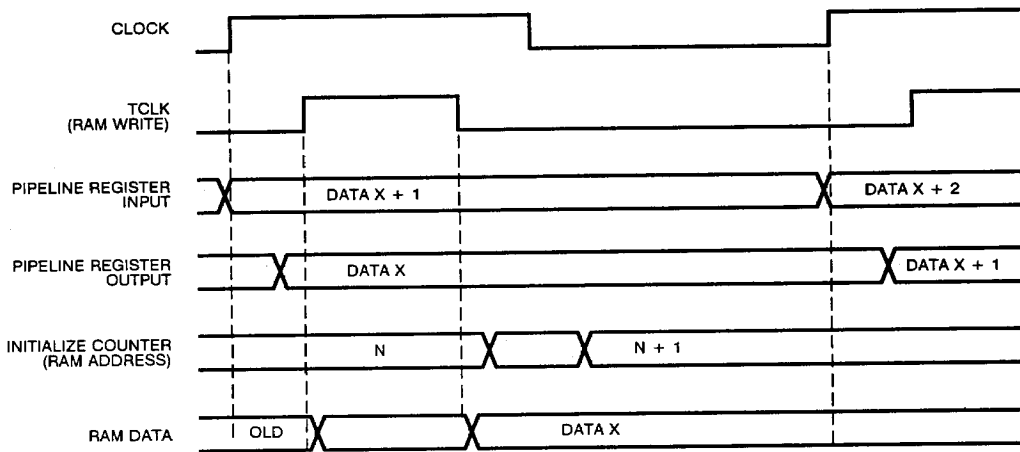 CLOCK
TCLK
(RAM WRITE)
PIPELINE REGISTER
INPUT
DATA X + 1
DATA X + 2
PIPELINE REGISTER
OUTPUT
DATA X
DATA X + 1
INITIALIZE COUNTER
(RAM ADDRESS)
N
N + 1
RAM DATA
OLD
DATA X